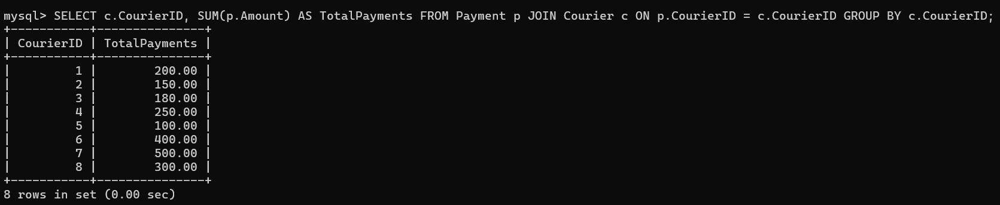 mysql> SELECT c.CourierID, SUM(p.Amount) AS TotalPayments FROM Payment p JOIN Courier c ON p.CourierID = c.CourierID GROUP BY c.CourierID;
+-----------+---------------+
| CourierID | TotalPayments |
+-----------+---------------+
|         1 |        200.00 |
|         2 |        150.00 |
|         3 |        180.00 |
|         4 |        250.00 |
|         5 |        100.00 |
|         6 |        400.00 |
|         7 |        500.00 |
|         8 |        300.00 |
+-----------+---------------+
8 rows in set (0.00 sec)